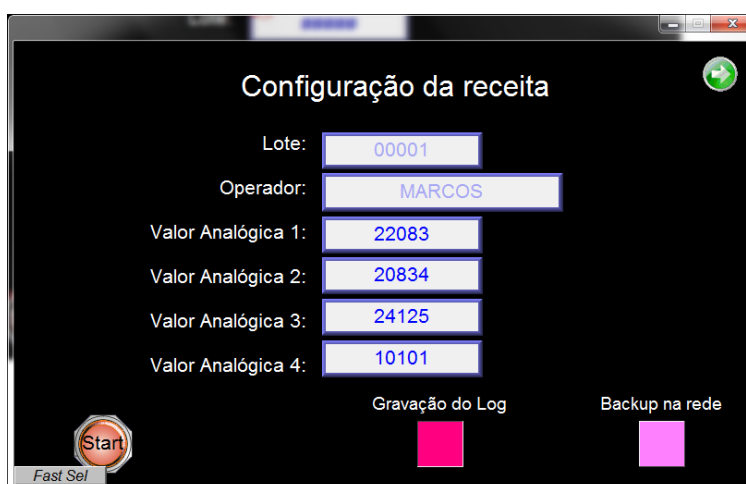 #####
Configuração da receita
Lote: 00001
Operador: MARCOS
Valor Analógica 1: 22083
Valor Analógica 2: 20834
Valor Analógica 3: 24125
Valor Analógica 4: 10101
Gravação do Log Backup na rede
Start
Fast Sel